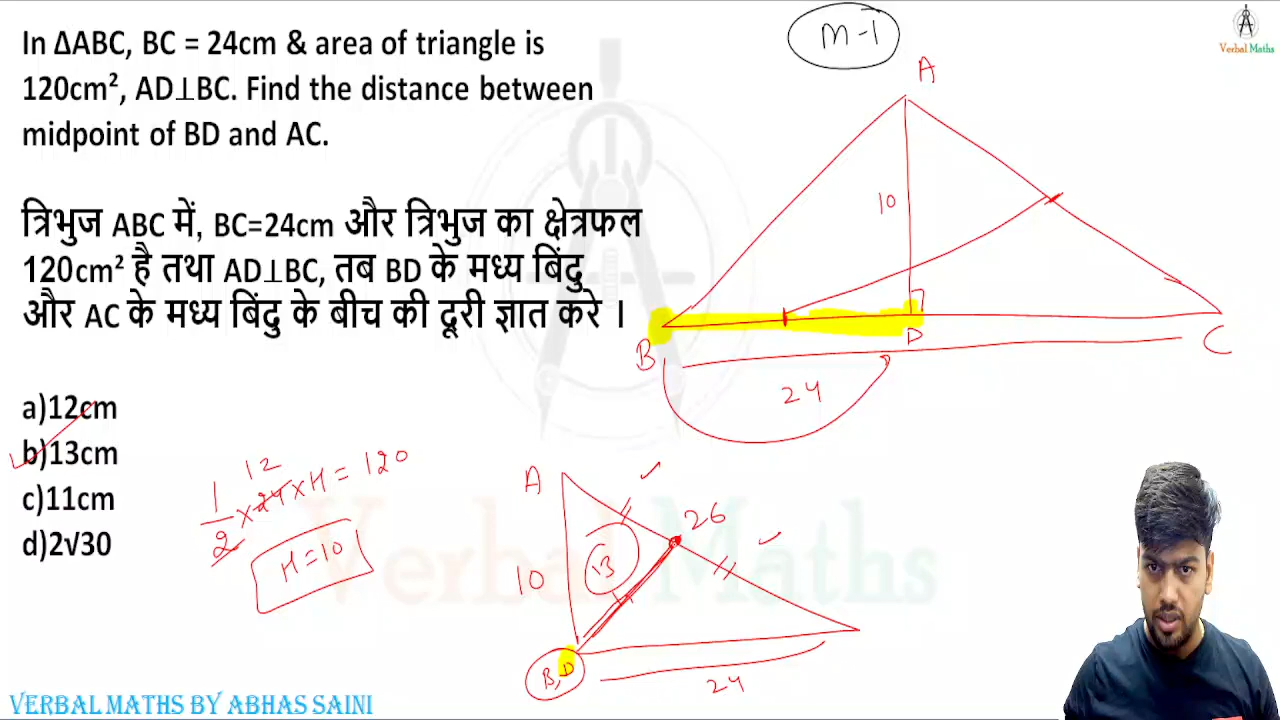 In ΔABC, BC = 24cm & area of triangle is
120cm², AD⊥BC. Find the distance between
midpoint of BD and AC.
त्रिभुज ABC में, BC=24cm और त्रिभुज का क्षेत्रफल
120cm² है तथा AD⊥BC, तब BD के मध्य बिंदु
और AC के मध्य बिंदु के बीच की दूरी ज्ञात करे ।
a)12cm
b)13cm
c)11cm
d)2√30
1/2 × 24 × H = 120
12
H = 10
M-1
Verbal Maths
A
10
B
D
C
24
A
26
13
10
B, D
24
Verbal Maths
VERBAL MATHS BY ABHAS SAINI